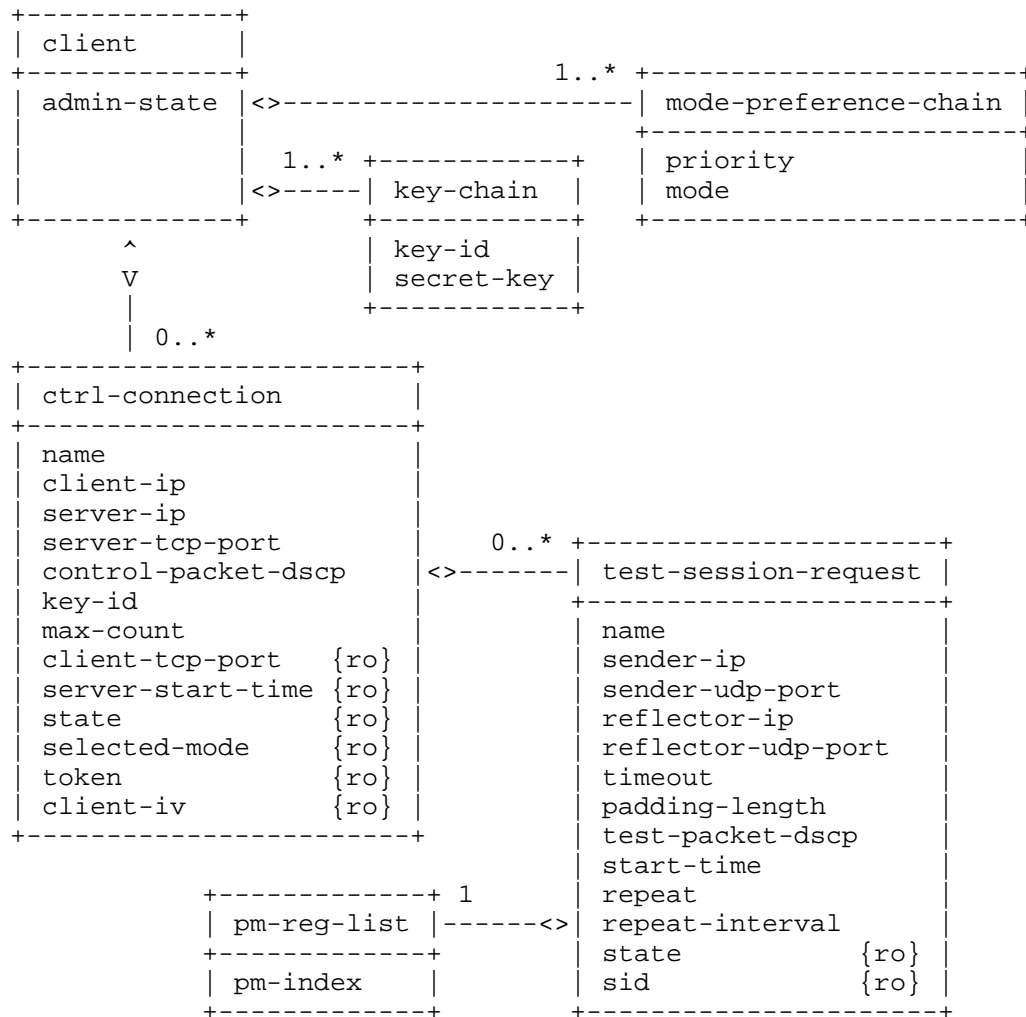 +-------------+
| client      |
+-------------+                   1..* +-----------------------+
| admin-state |<>----------------------| mode-preference-chain |
|             |                        +-----------------------+
|             |  1..* +------------+   | priority              |
|             |<>-----| key-chain  |   | mode                  |
+-------------+       +------------+   +-----------------------+
       ^              | key-id     |
       V              | secret-key |
       |              +------------+
       | 0..*
+------------------------+
| ctrl-connection        |
+------------------------+
| name                   |
| client-ip              |
| server-ip              |
| server-tcp-port        |    0..* +----------------------+
| control-packet-dscp    |<>-------| test-session-request |
| key-id                 |         +----------------------+
| max-count              |         | name                 |
| client-tcp-port   {ro} |         | sender-ip            |
| server-start-time {ro} |         | sender-udp-port      |
| state             {ro} |         | reflector-ip         |
| selected-mode     {ro} |         | reflector-udp-port   |
| token             {ro} |         | timeout              |
| client-iv         {ro} |         | padding-length       |
+------------------------+         | test-packet-dscp     |
                                   | start-time           |
            +-------------+ 1      | repeat               |
            | pm-reg-list |------<>| repeat-interval      |
            +-------------+        | state           {ro} |
            | pm-index    |        | sid             {ro} |
            +-------------+        +----------------------+